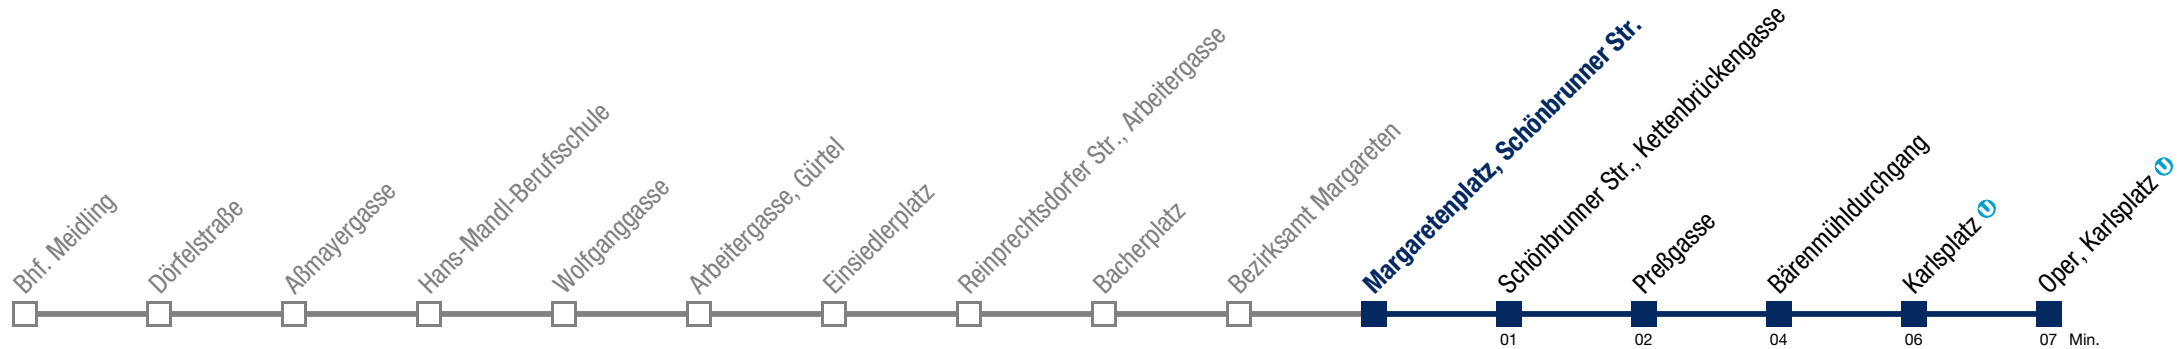 Bhf. Meidling
Dörfelstraße
Aßmayergasse
Hans-Mandl-Berufsschule
Wolfganggasse
Arbeitergasse, Gürtel
Einsiedlerplatz
Reinprechtsdorfer Str., Arbeitergasse
Bacherplatz
Bezirksamt Margareten
Margaretenplatz, Schönbrunner Str.
Schönbrunner Str., Kettenbrückengasse
Preßgasse
Bärenmühldurchgang
Karlsplatz U
Oper, Karlsplatz U
01 02 04 06 07 Min.